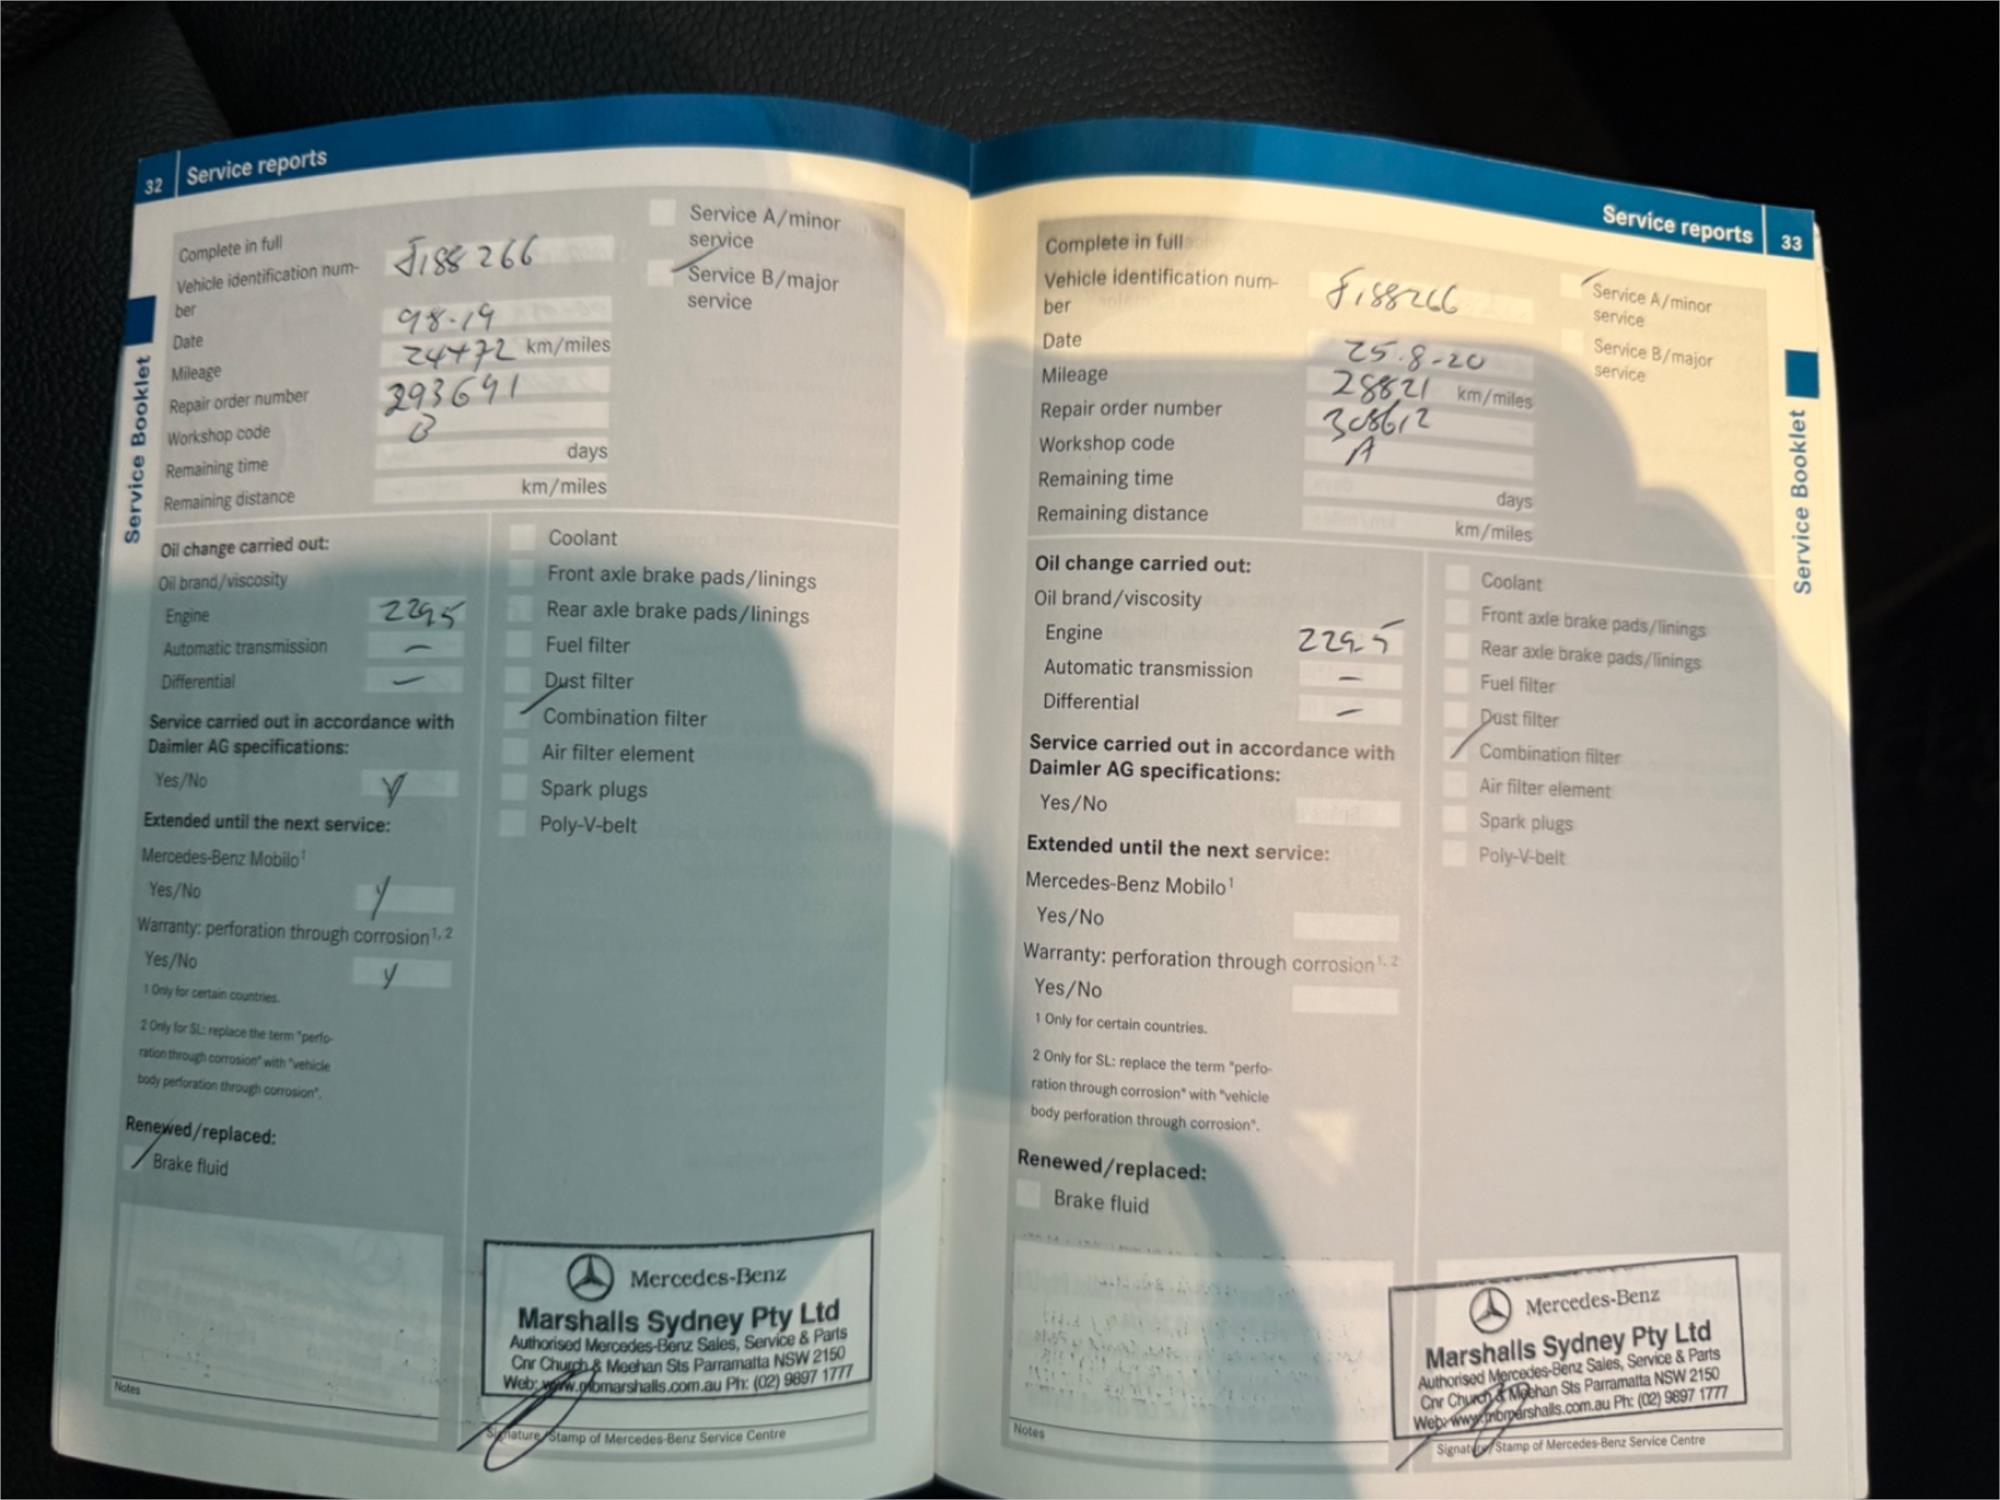 32 Service reports
Complete in full
Vehicle identification num-
ber
J188266
Service A/minor
service
Service B/major
service
Date
98-19
Mileage
24472 km/miles
Repair order number
393691
Workshop code
B
Remaining time
days
Remaining distance
km/miles
Service Booklet
Oil change carried out:
Oil brand/viscosity
Engine
2295
Automatic transmission
—
Differential
—
Service carried out in accordance with
Daimler AG specifications:
Yes/No
Y
Extended until the next service:
Mercedes-Benz Mobilo1
Yes/No
Y
Warranty: perforation through corrosion1, 2
Yes/No
Y
1 Only for certain countries.
2 Only for SL: replace the term "perfo-
ration through corrosion" with "vehicle
body perforation through corrosion".
Renewed/replaced:
Brake fluid
Coolant
Front axle brake pads/linings
Rear axle brake pads/linings
Fuel filter
Dust filter
Combination filter
Air filter element
Spark plugs
Poly-V-belt
Notes
Mercedes-Benz
Marshalls Sydney Pty Ltd
Authorised Mercedes-Benz Sales, Service & Parts
Cnr Church & Meehan Sts Parramatta NSW 2150
Web: www.mbmarshalls.com.au Ph: (02) 9897 1777
Signature/Stamp of Mercedes-Benz Service Centre
Service reports 33
Complete in full
Vehicle identification num-
ber
J188266
Service A/minor
service
Service B/major
service
Date
25.8-20
Mileage
28821 km/miles
Repair order number
308612
Workshop code
A
Remaining time
days
Remaining distance
km/miles
Service Booklet
Oil change carried out:
Oil brand/viscosity
Engine
229.5
Automatic transmission
—
Differential
—
Service carried out in accordance with
Daimler AG specifications:
Yes/No
Extended until the next service:
Mercedes-Benz Mobilo1
Yes/No
Warranty: perforation through corrosion1, 2
Yes/No
1 Only for certain countries.
2 Only for SL: replace the term "perfo-
ration through corrosion" with "vehicle
body perforation through corrosion".
Renewed/replaced:
Brake fluid
Coolant
Front axle brake pads/linings
Rear axle brake pads/linings
Fuel filter
Dust filter
Combination filter
Air filter element
Spark plugs
Poly-V-belt
Notes
Mercedes-Benz
Marshalls Sydney Pty Ltd
Authorised Mercedes-Benz Sales, Service & Parts
Cnr Church & Meehan Sts Parramatta NSW 2150
Web: www.mbmarshalls.com.au Ph: (02) 9897 1777
Signature/Stamp of Mercedes-Benz Service Centre